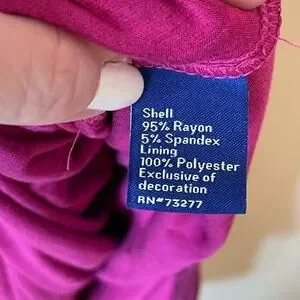 Shell
95% Rayon
5% Spandex
Lining
100% Polyester
Exclusive of
decoration
RN#73277